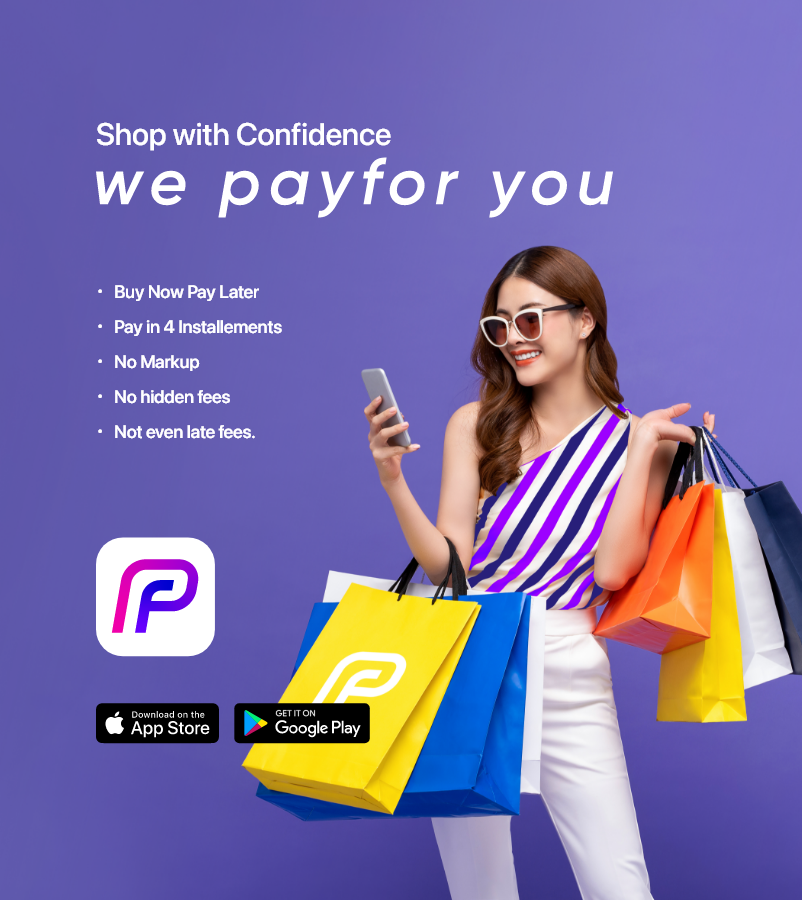 Shop with Confidence
we payfor you
• Buy Now Pay Later
• Pay in 4 Installements
• No Markup
• No hidden fees
• Not even late fees.
Download on the
App Store
GET IT ON
Google Play